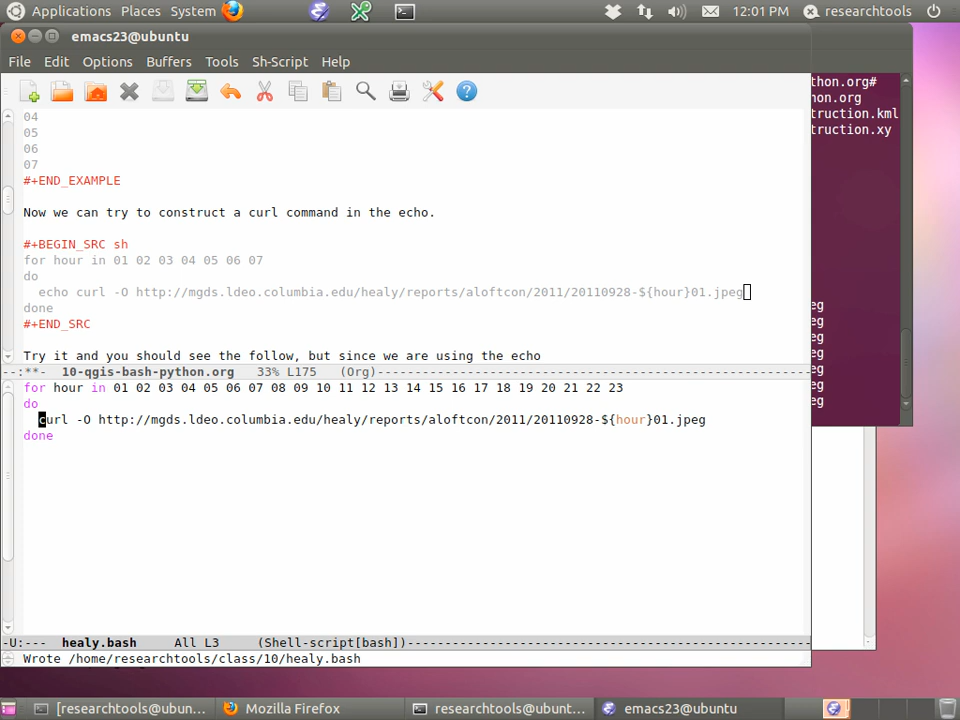 Applications Places System 12:01 PM researchtools
emacs23@ubuntu
File Edit Options Buffers Tools Sh-Script Help
04
05
06
07
#+END_EXAMPLE
Now we can try to construct a curl command in the echo.
#+BEGIN_SRC sh
for hour in 01 02 03 04 05 06 07
do
echo curl -O http://mgds.ldeo.columbia.edu/healy/reports/aloftcon/2011/20110928-${hour}01.jpeg
done
#+END_SRC
Try it and you should see the follow, but since we are using the echo
--:**- 10-qgis-bash-python.org 33% L175 (Org)
for hour in 01 02 03 04 05 06 07 08 09 10 11 12 13 14 15 16 17 18 19 20 21 22 23
do
curl -O http://mgds.ldeo.columbia.edu/healy/reports/aloftcon/2011/20110928-${hour}01.jpeg
done
-U:--- healy.bash All L3 (Shell-script[bash])
Wrote /home/researchtools/class/10/healy.bash
thon.org#
hon.org
truction.kml
truction.xy
eg
eg
eg
eg
eg
eg
eg
[researchtools@ubun... Mozilla Firefox researchtools@ubunt... emacs23@ubuntu